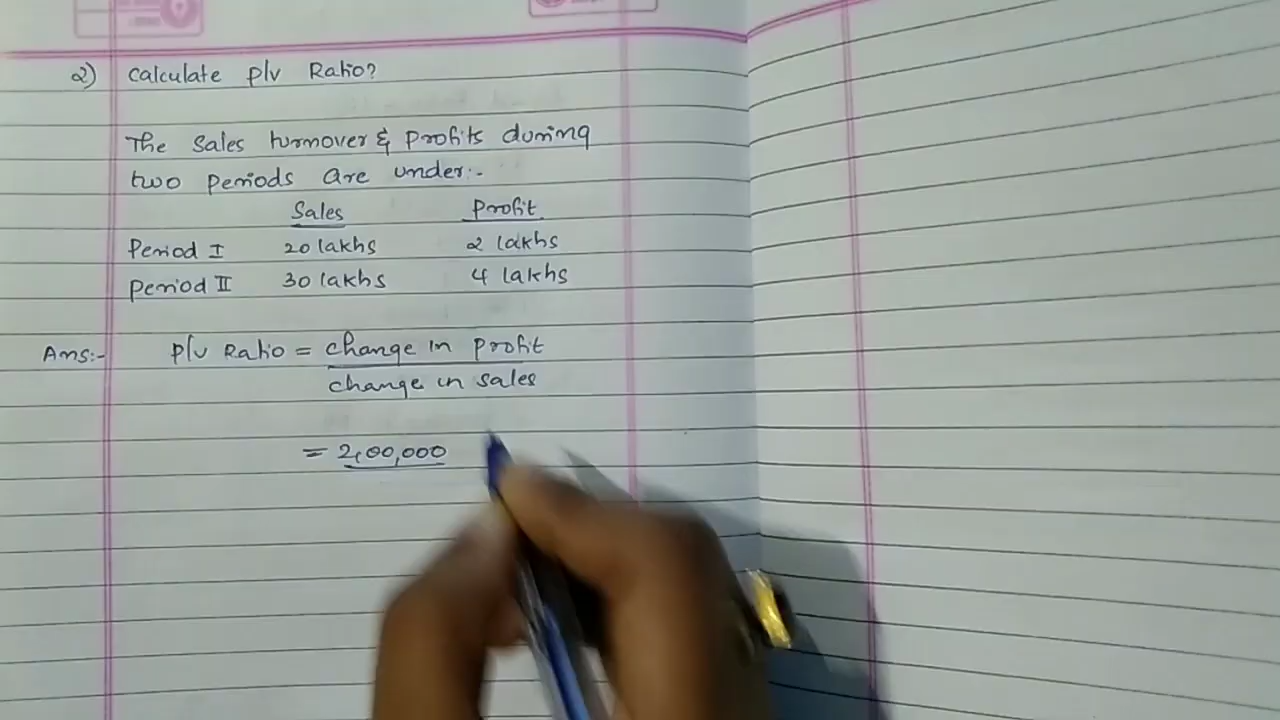 2) Calculate P/V Ratio?
The Sales turnover & Profits during
two Periods are under:-
Sales Profit
Period I 20 lakhs 2 lakhs
Period II 30 lakhs 4 lakhs
Ans:- P/V Ratio = change in Profit
change in sales
= 2,00,000